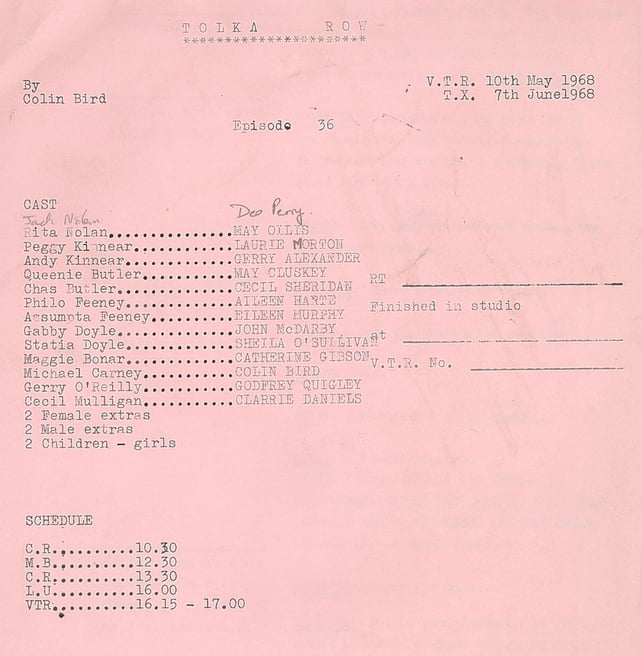 TOLKA ROW
*************************
By
Colin Bird
V.T.R. 10th May 1968
T.X. 7th June1968
Episode 36
CAST
Jack Nolan Des Perry.
Rita Nolan..............MAY OLLIS
Peggy Kinnear...........LAURIE MORTON
Andy Kinnear............GERRY ALEXANDER
Queenie Butler..........MAY CLUSKEY
Chas Butler.............CECIL SHERIDAN
Philo Feeney............AILEEN HARTE
Assumpta Feeney.........EILEEN MURPHY
Gabby Doyle.............JOHN McDARBY
Statia Doyle............SHEILA O'SULLIVAN
Maggie Bonar............CATHERINE GIBSON
Michael Carney..........COLIN BIRD
Gerry O'Reilly..........GODFREY QUIGLEY
Cecil Mulligan..........CLARRIE DANIELS
2 Female extras
2 Male extras
2 Children - girls
RT
Finished in studio
at
V.T.R. No.
SCHEDULE
C.R...........10.30
M.B...........12.30
C.R...........13.30
L.U...........16.00
VTR...........16.15 - 17.00